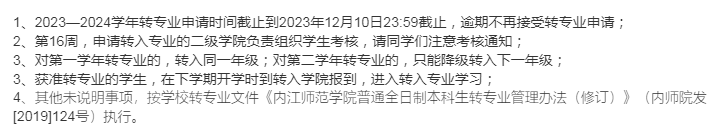 1、2023—2024学年转专业申请时间截止到2023年12月10日23:59截止，逾期不再接受转专业申请；
2、第16周，申请转入专业的二级学院负责组织学生考核，请同学们注意考核通知；
3、对第一学年转专业的，转入同一年级；对第二学年转专业的，只能降级转入下一年级；
3、获准转专业的学生，在下学期开学时到转入学院报到，进入转入专业学习；
4、其他未说明事项，按学校转专业文件《内江师范学院普通全日制本科生转专业管理办法（修订）》（内师院发
[2019]124号）执行。